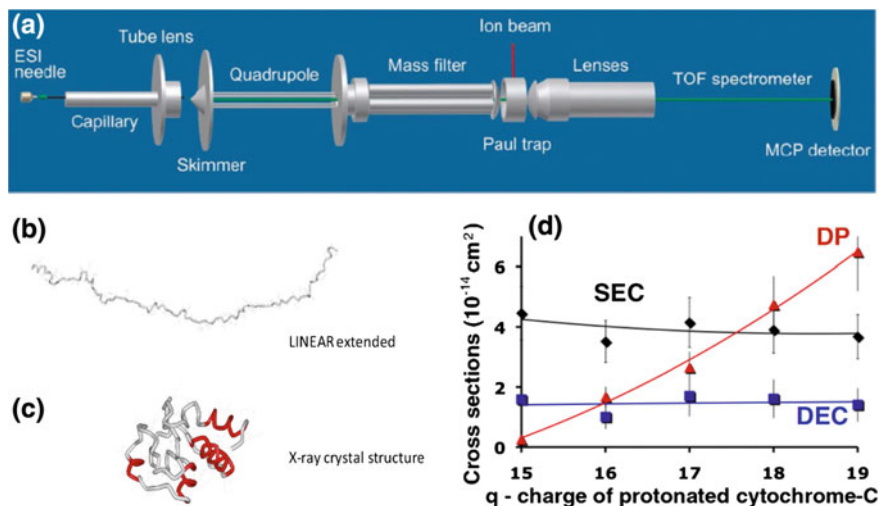 (a)
ESI
needle
Tube lens
Capillary
Skimmer
Quadrupole
Mass filter
Ion beam
Paul trap
Lenses
TOF spectrometer
MCP detector
(b)
LINEAR extended
(c)
X-ray crystal structure
(d)
Cross sections (10⁻¹⁴ cm²)
6
4
2
0
SEC
DP
DEC
15 16 17 18 19
q - charge of protonated cytochrome-C